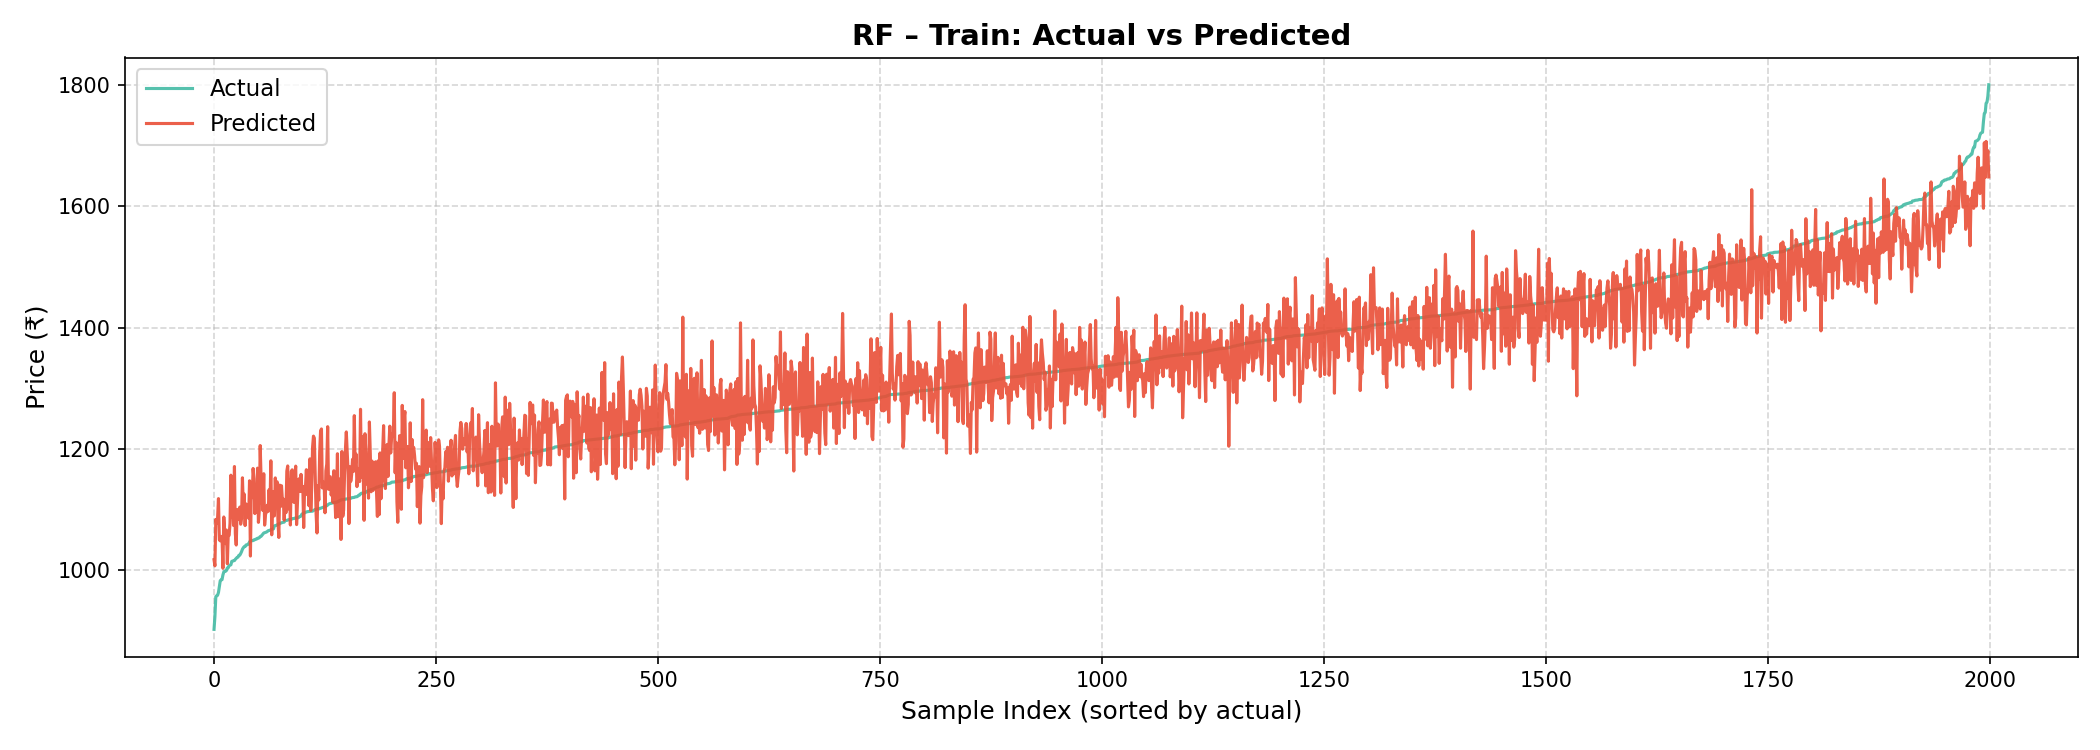 RF – Train: Actual vs Predicted
Actual
Predicted
Price (₹)
1800
1600
1400
1200
1000
0 250 500 750 1000 1250 1500 1750 2000
Sample Index (sorted by actual)